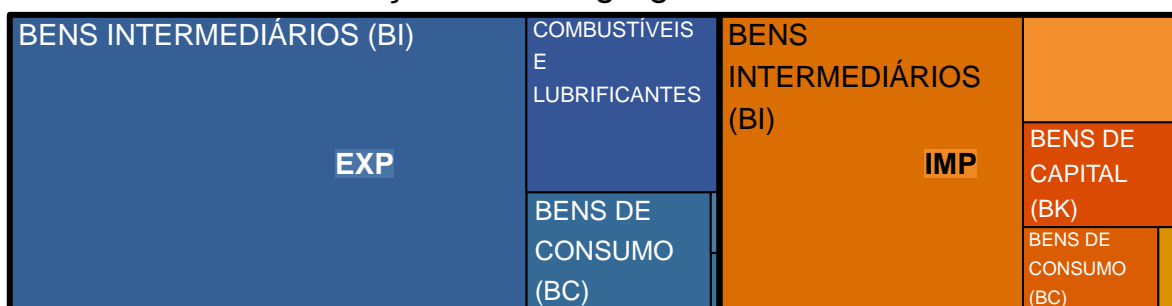 BENS INTERMEDIÁRIOS (BI)
EXP
COMBUSTÍVEIS
E
LUBRIFICANTES
BENS DE
CONSUMO
(BC)
BENS
INTERMEDIÁRIOS
(BI)
IMP
BENS DE
CAPITAL
(BK)
BENS DE
CONSUMO
(BC)